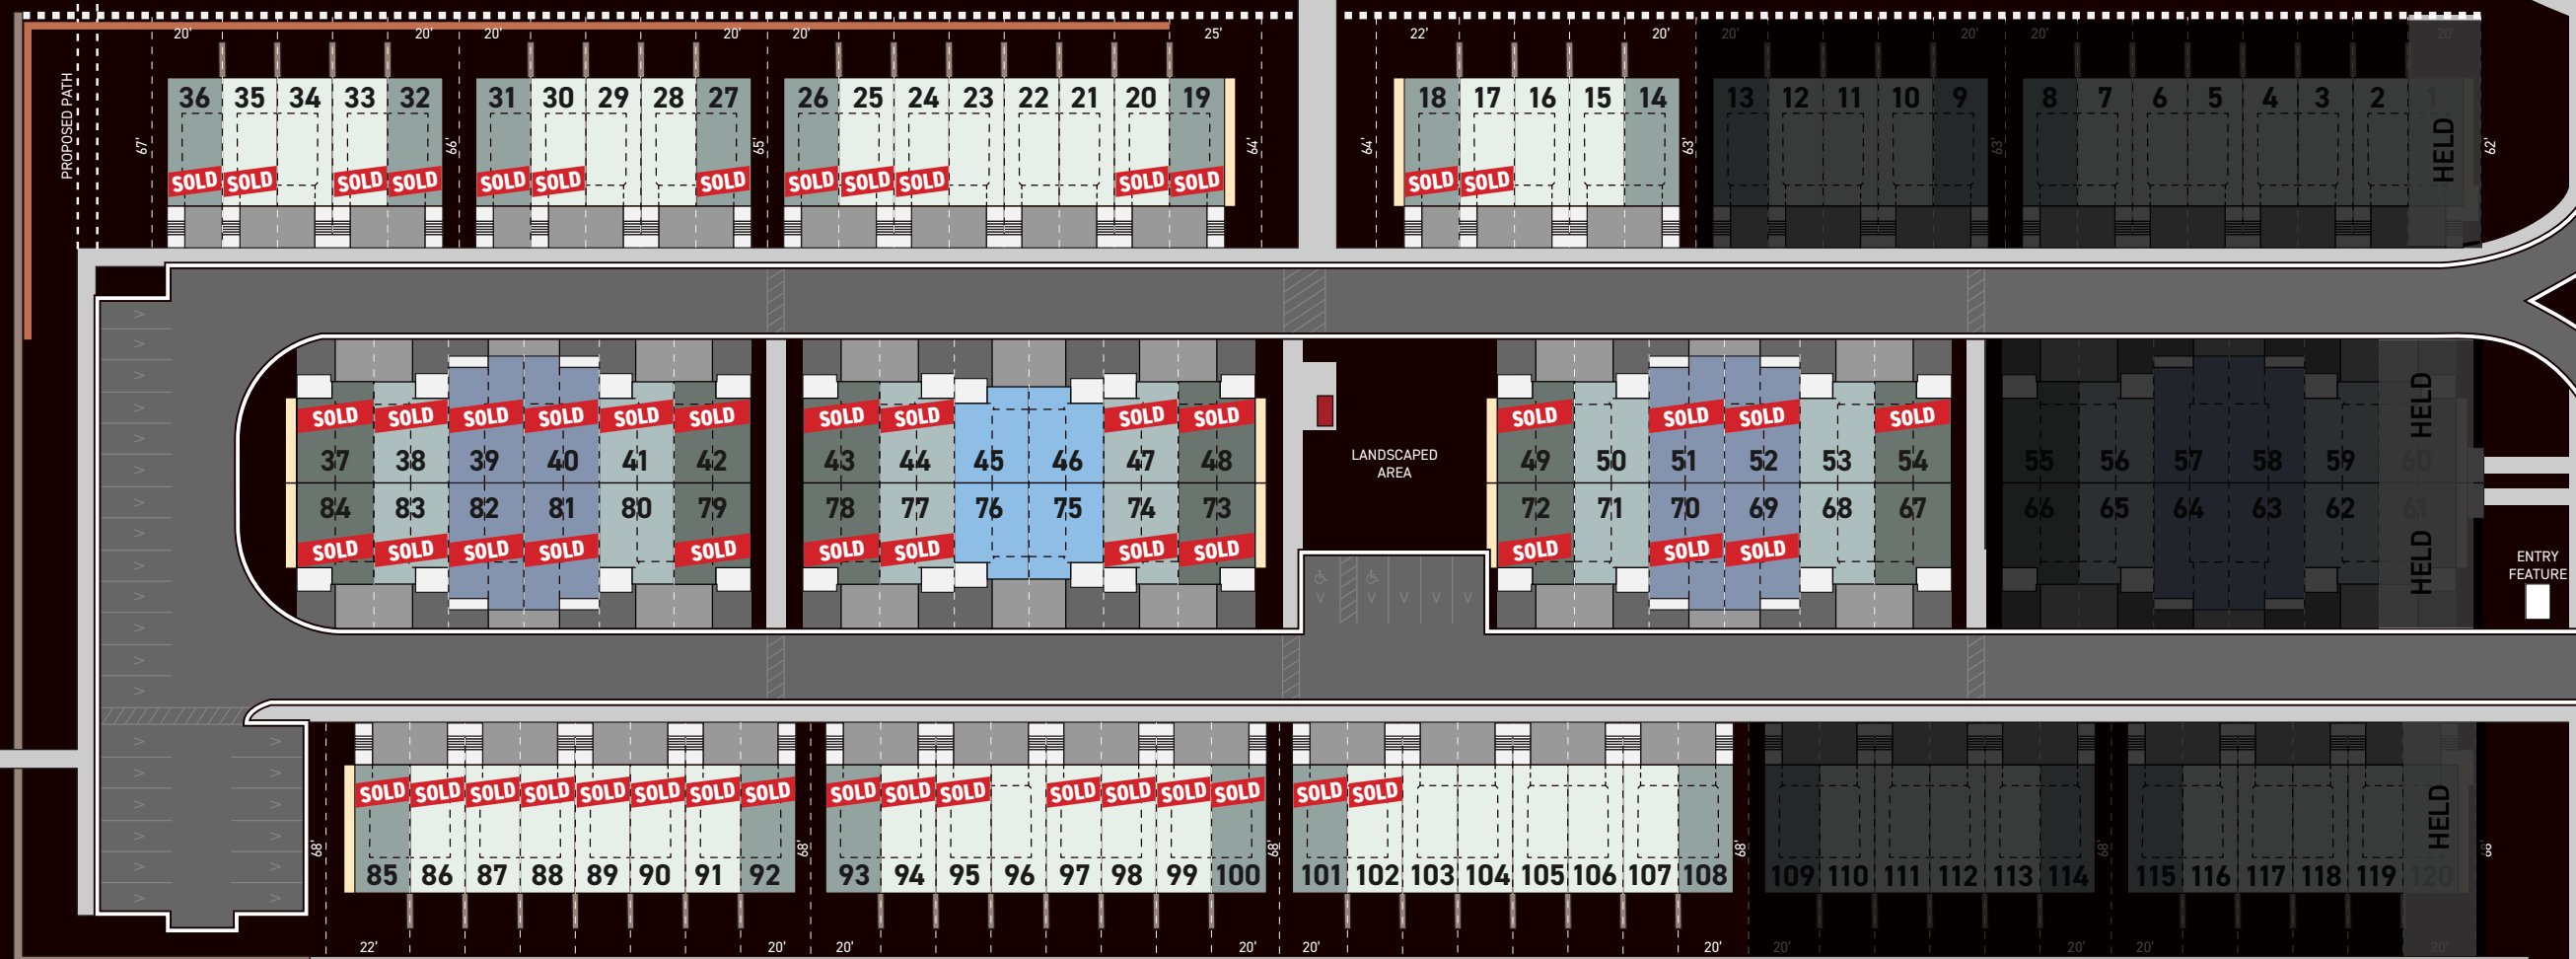 20' 20' 20' 20' 20' 25' 22' 20' 20' 20' 20' 20'
36 35 34 33 32 31 30 29 28 27 26 25 24 23 22 21 20 19 18 17 16 15 14 13 12 11 10 9 8 7 6 5 4 3 2 1
PROPOSED PATH
67' 66' 65' 64' 64' 63' 63' HELD 62'
SOLD SOLD SOLD SOLD SOLD SOLD SOLD SOLD SOLD SOLD SOLD SOLD SOLD SOLD
SOLD SOLD SOLD SOLD SOLD SOLD SOLD SOLD SOLD SOLD SOLD SOLD SOLD SOLD HELD
37 38 39 40 41 42 43 44 45 46 47 48 49 50 51 52 53 54 55 56 57 58 59 60
LANDSCAPED
AREA
84 83 82 81 80 79 78 77 76 75 74 73 72 71 70 69 68 67 66 65 64 63 62 61
SOLD SOLD SOLD SOLD SOLD SOLD SOLD SOLD SOLD SOLD SOLD SOLD HELD
ENTRY
FEATURE
SOLD SOLD SOLD SOLD SOLD SOLD SOLD SOLD SOLD SOLD SOLD SOLD SOLD SOLD SOLD SOLD SOLD
68' 68' 68' 68' 68' HELD 68'
85 86 87 88 89 90 91 92 93 94 95 96 97 98 99 100 101 102 103 104 105 106 107 108 109 110 111 112 113 114 115 116 117 118 119 120
22' 20' 20' 20' 20' 20' 20' 20' 20' 20'